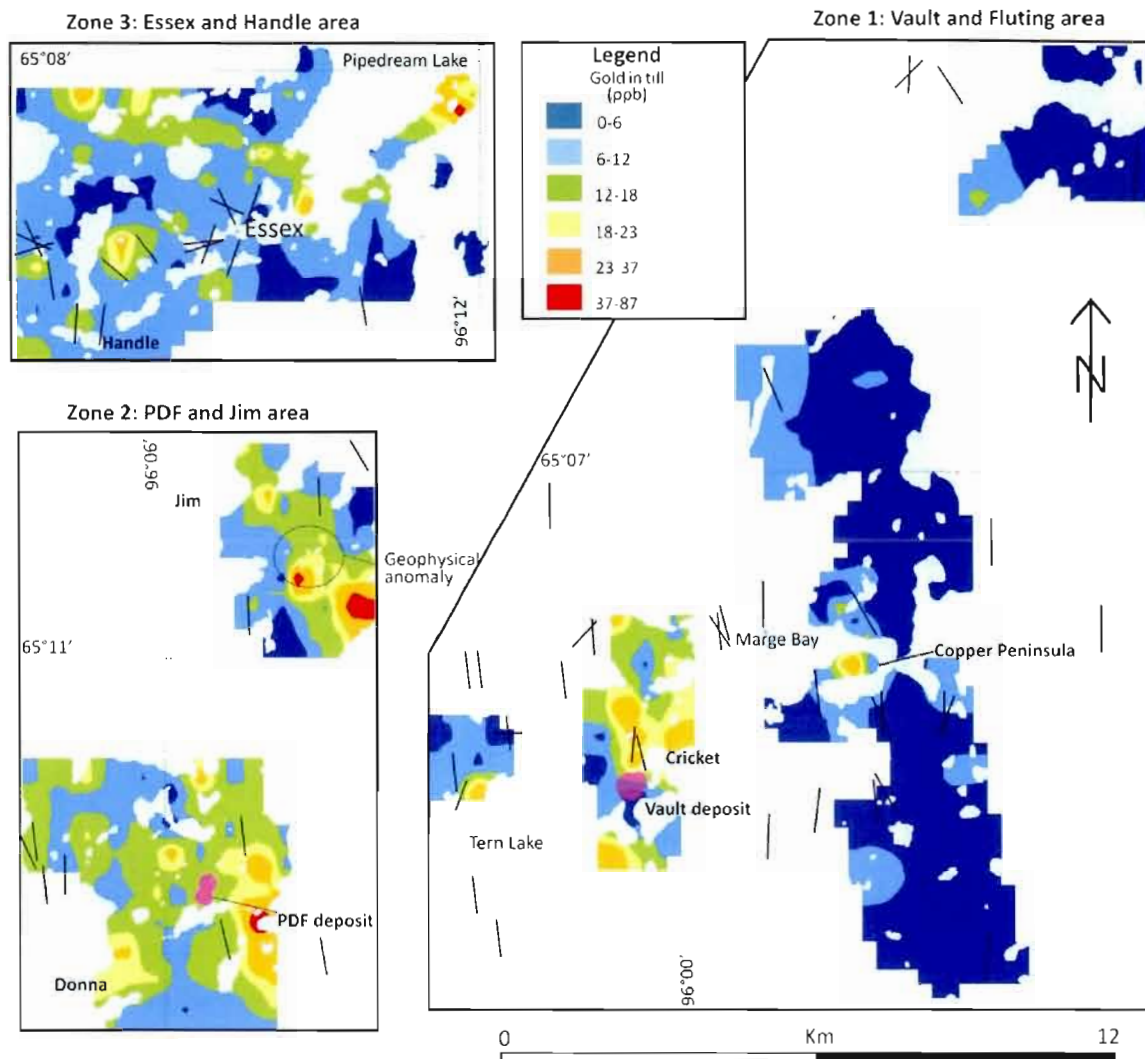 Zone 3: Essex and Handle area
65°08'
Pipedream Lake
Essex
96°12'
Handle
Legend
Gold in till
(ppb)
0-6
6-12
12-18
18-23
23-37
37-87
Zone 1: Vault and Fluting area
N
65°07'
Marge Bay
Copper Peninsula
Cricket
Vault deposit
Tern Lake
96°00'
Zone 2: PDF and Jim area
96°06'
Jim
Geophysical
anomaly
65°11'
PDF deposit
Donna
0 Km 12